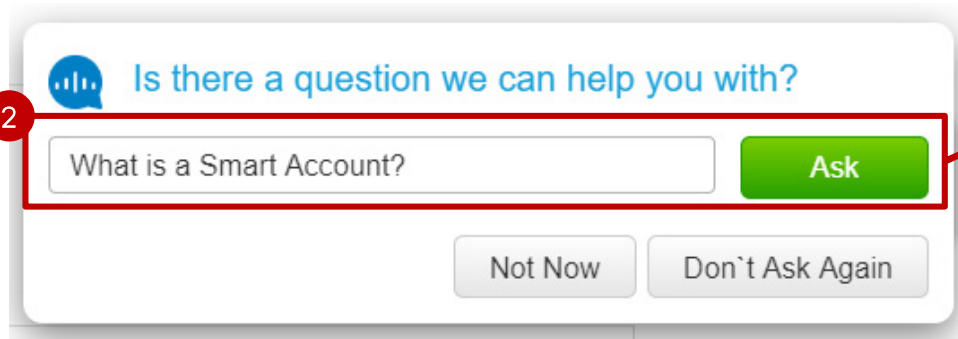 Is there a question we can help you with?
2
What is a Smart Account?
Ask
Not Now
Don`t Ask Again